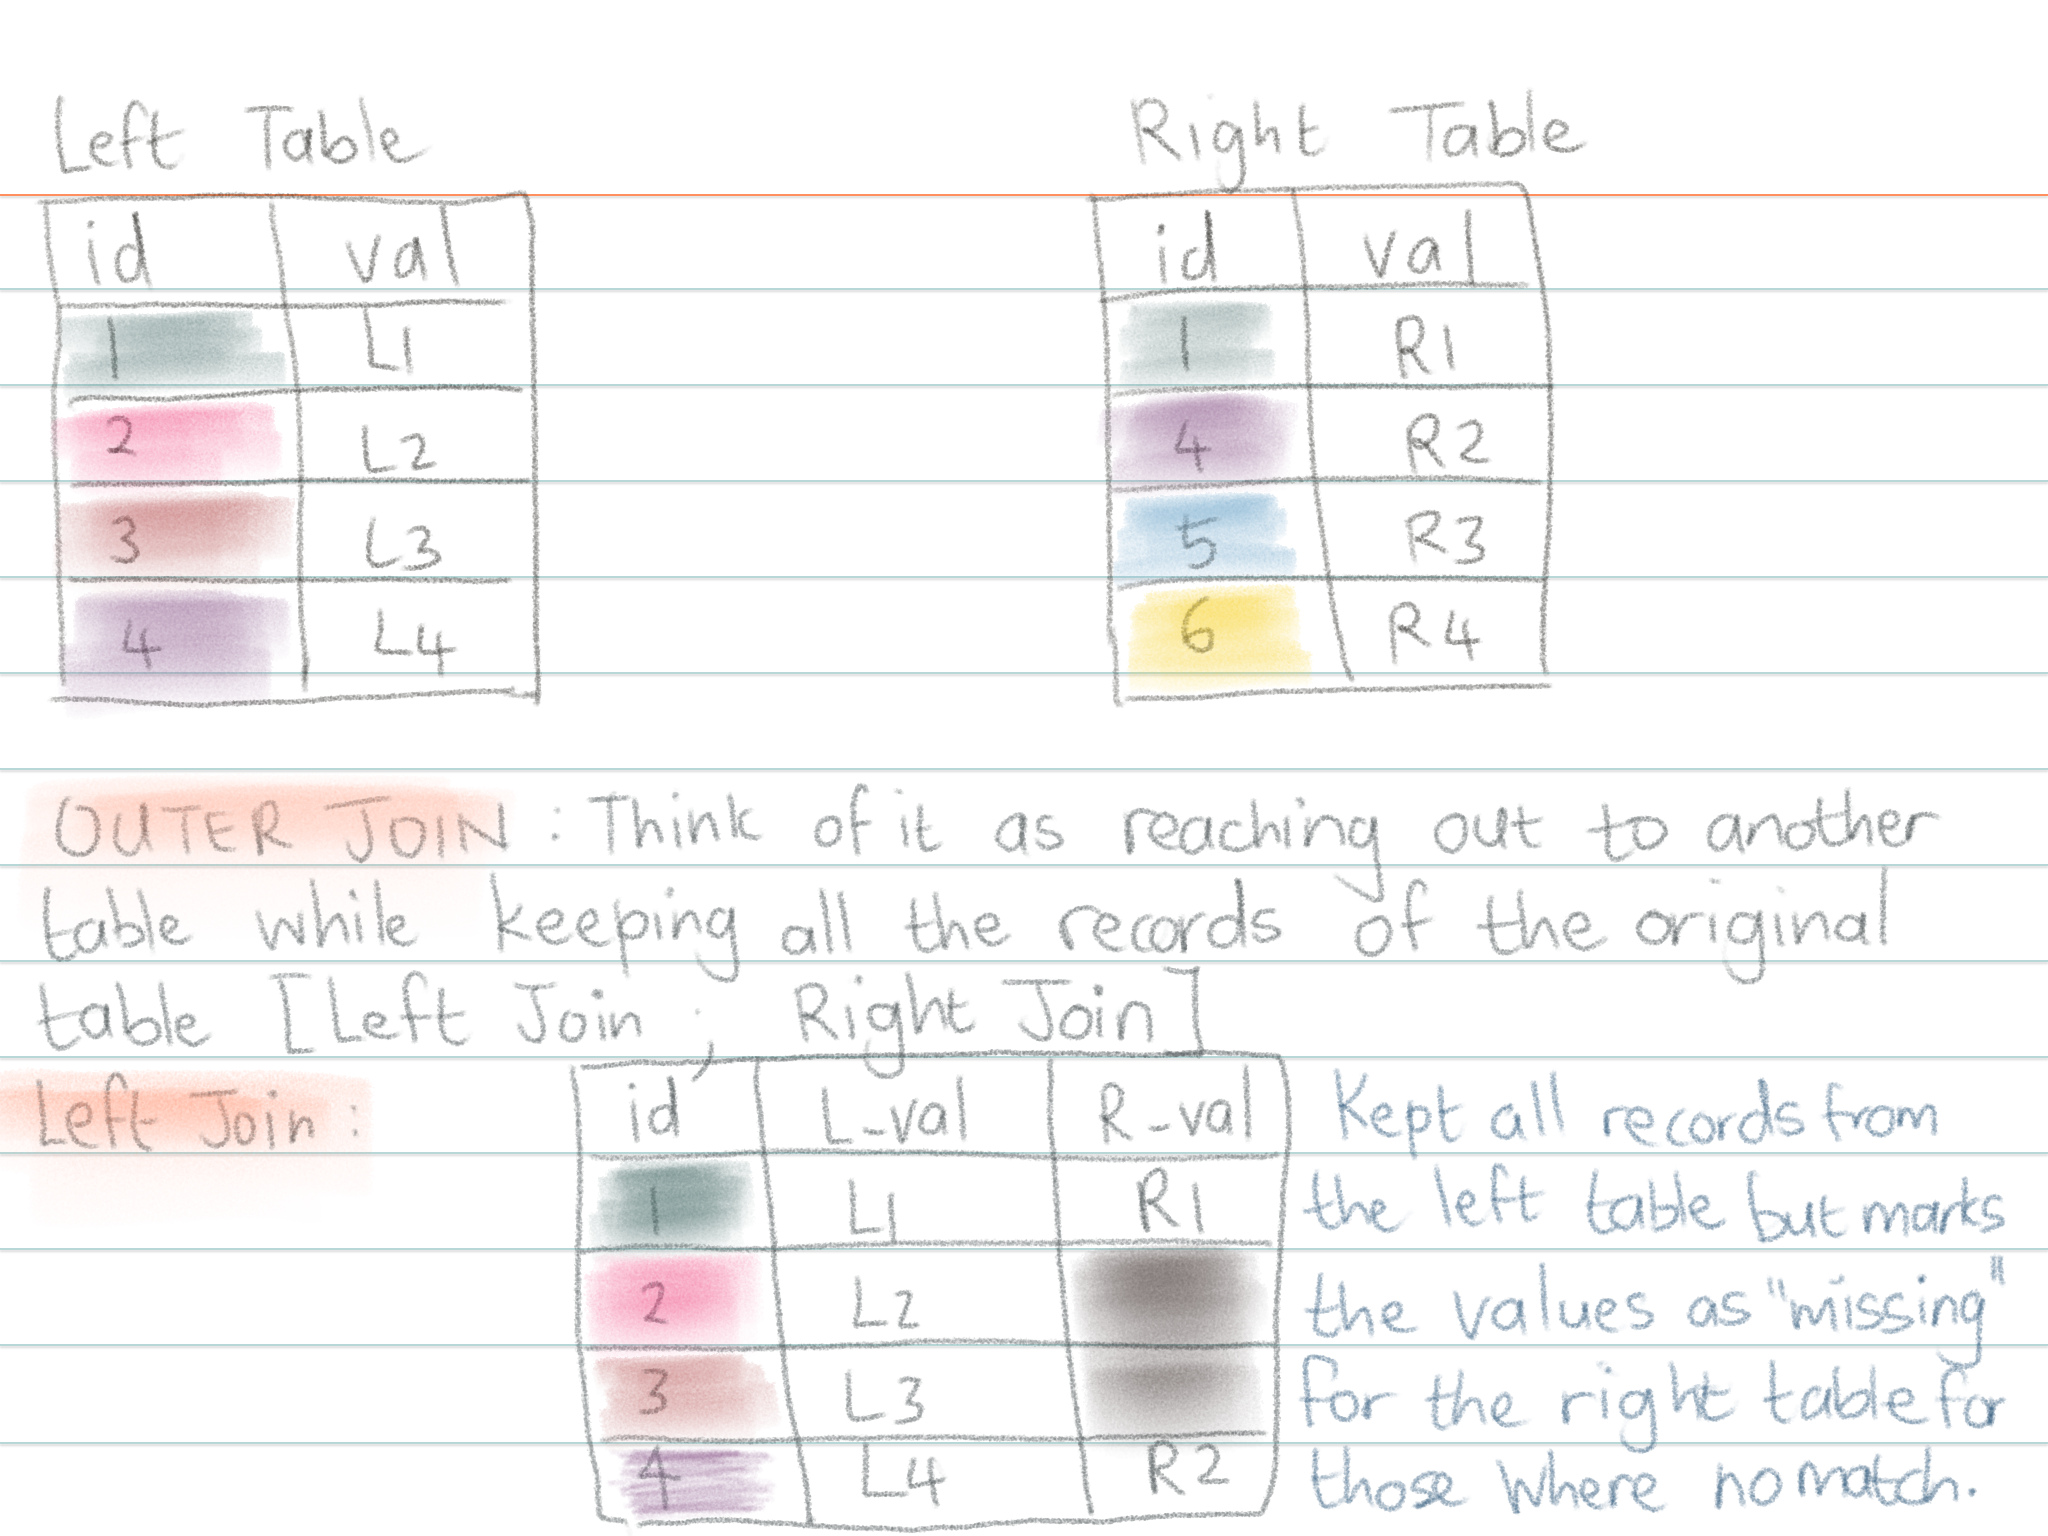 Left Table
id val
1 L1
2 L2
3 L3
4 L4
Right Table
id val
1 R1
4 R2
5 R3
6 R4
OUTER JOIN : Think of it as reaching out to another
table while keeping all the records of the original
table [Left Join ; Right Join]
Left Join :
id L_val R_val
1 L1 R1
2 L2
3 L3
4 L4 R2
Kept all records from
the left table but marks
the values as "missing"
for the right table for
those where no match.